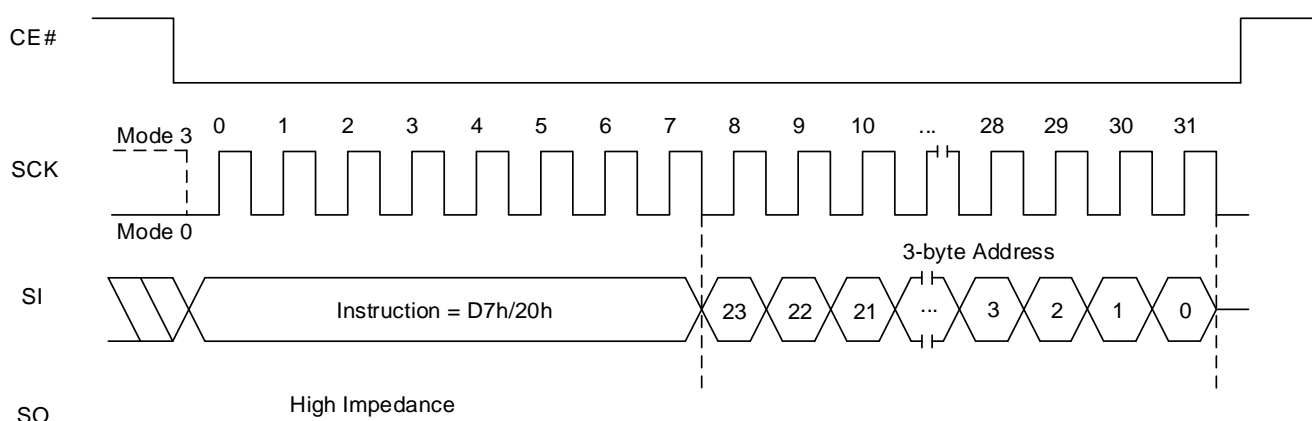 CE#
0 1 2 3 4 5 6 7 8 9 10 ... 28 29 30 31
Mode 3
SCK
Mode 0
3-byte Address
SI
Instruction = D7h/20h 23 22 21 ... 3 2 1 0
High Impedance
SO